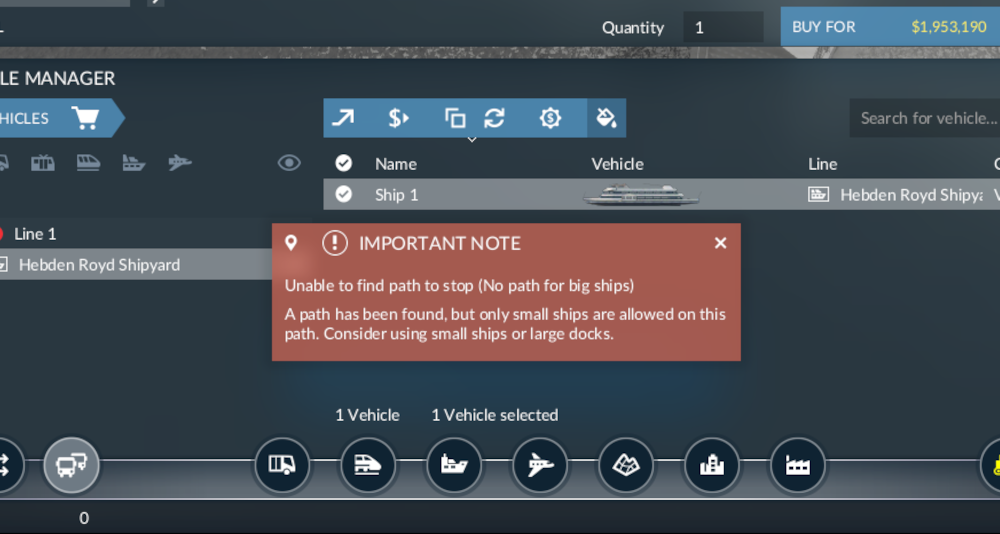 Quantity 1 BUY FOR $1,953,190
LE MANAGER
HICLES
Search for vehicle...
Name Vehicle Line
Ship 1 Hebden Royd Shipya
Line 1
Hebden Royd Shipyard
IMPORTANT NOTE
Unable to find path to stop (No path for big ships)
A path has been found, but only small ships are allowed on this
path. Consider using small ships or large docks.
1 Vehicle 1 Vehicle selected
0